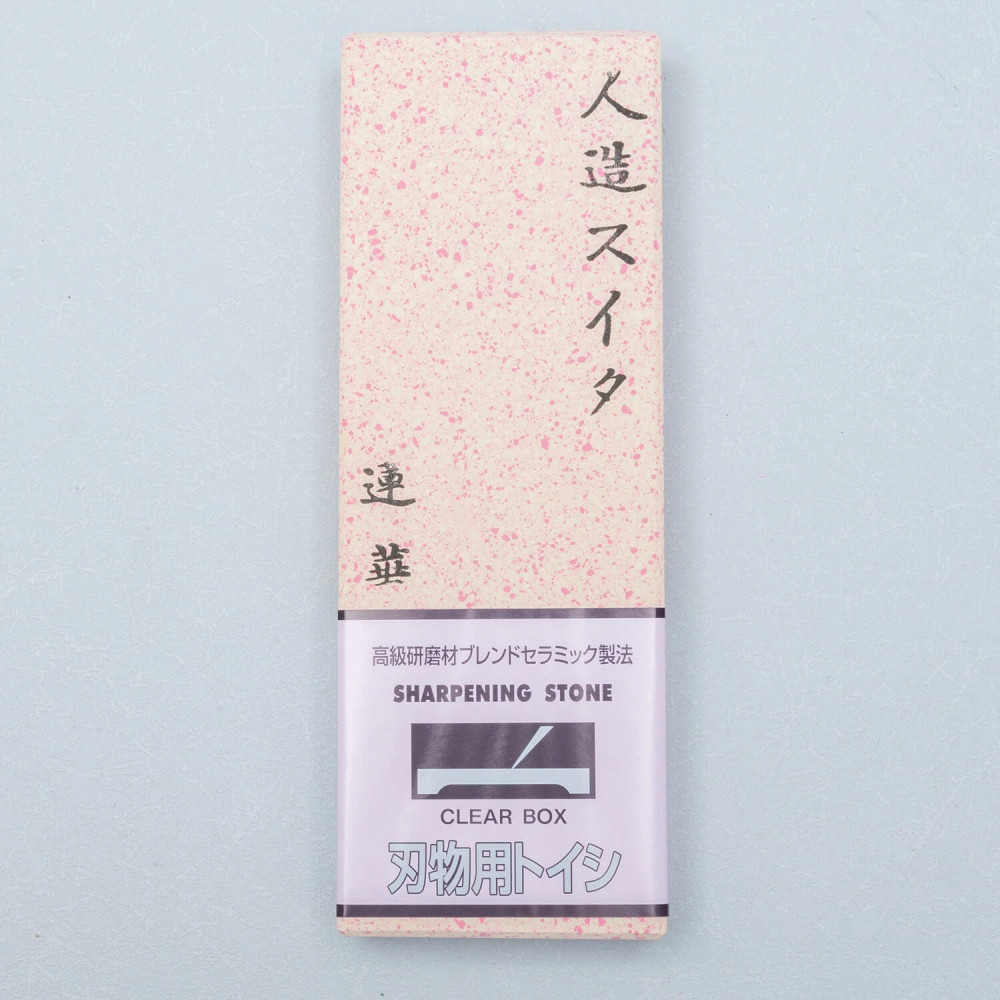 人造スイタ
蓮華
高級研磨材ブレンドセラミック製法
SHARPENING STONE
CLEAR BOX
刃物用トイシ